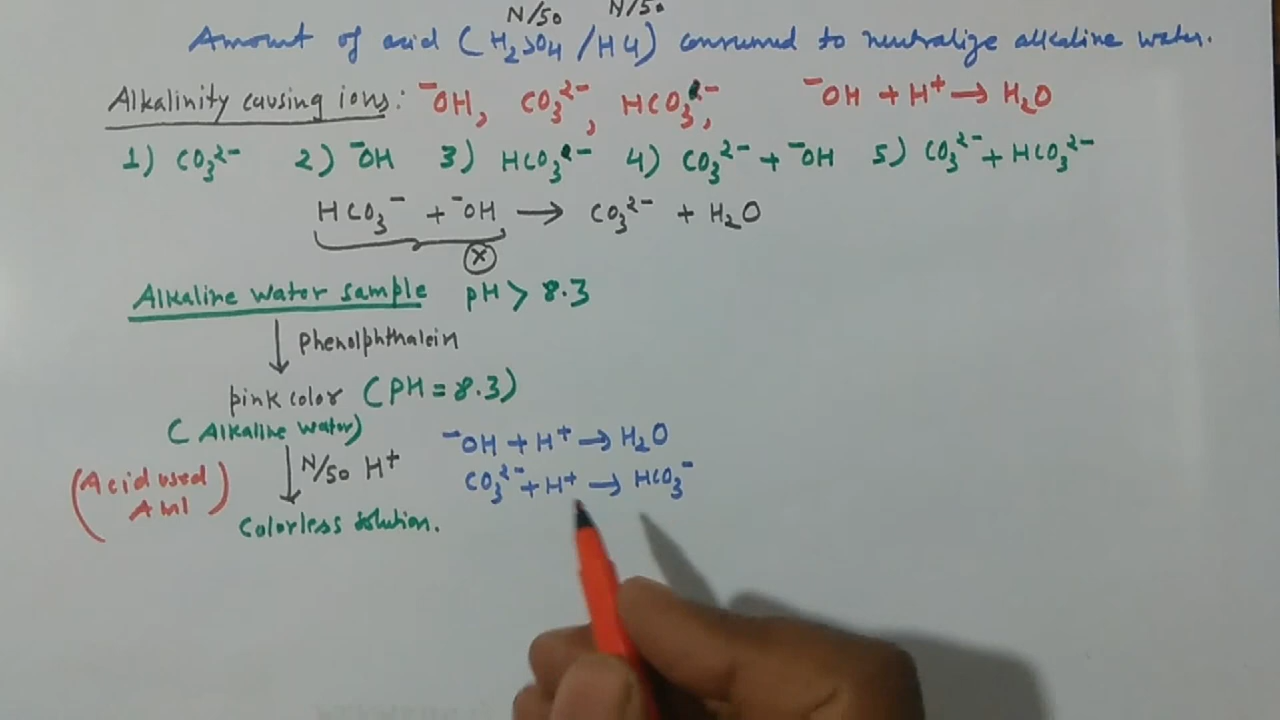 N/50 N/50
Amount of acid (H₂SO₄/HCl) consumed to neutralize alkaline water.
Alkalinity causing ions: ⁻OH, CO₃²⁻, HCO₃²⁻, ⁻OH + H⁺ → H₂O
1) CO₃²⁻ 2) ⁻OH 3) HCO₃⁻ 4) CO₃²⁻ + ⁻OH 5) CO₃²⁻ + HCO₃²⁻
HCO₃⁻ + ⁻OH → CO₃²⁻ + H₂O
ⓧ
Alkaline water sample pH > 8.3
↓ Phenolphthalein
pink color (PH = 8.3)
(Alkaline water)
⁻OH + H⁺ → H₂O
↓ N/50 H⁺
CO₃²⁻ + H⁺ → HCO₃⁻
(Acid used
A ml)
Colorless solution.